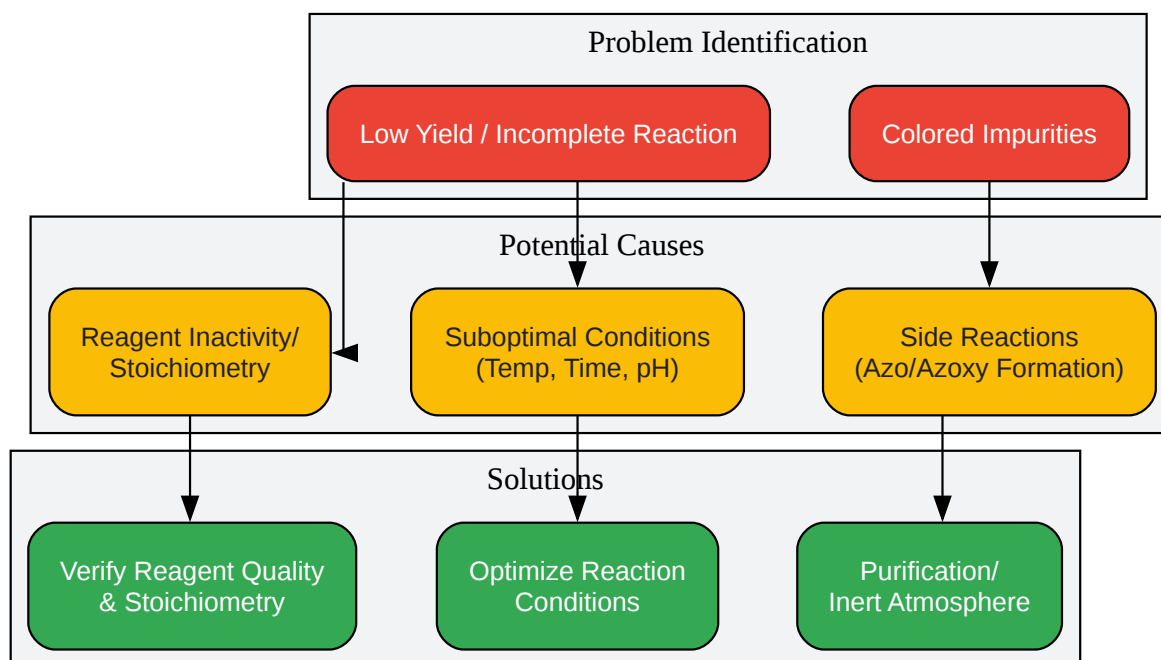 Problem Identification
Low Yield / Incomplete Reaction
Colored Impurities
Potential Causes
Reagent Inactivity/
Stoichiometry
Suboptimal Conditions
(Temp, Time, pH)
Side Reactions
(Azo/Azoxy Formation)
Solutions
Verify Reagent Quality
& Stoichiometry
Optimize Reaction
Conditions
Purification/
Inert Atmosphere